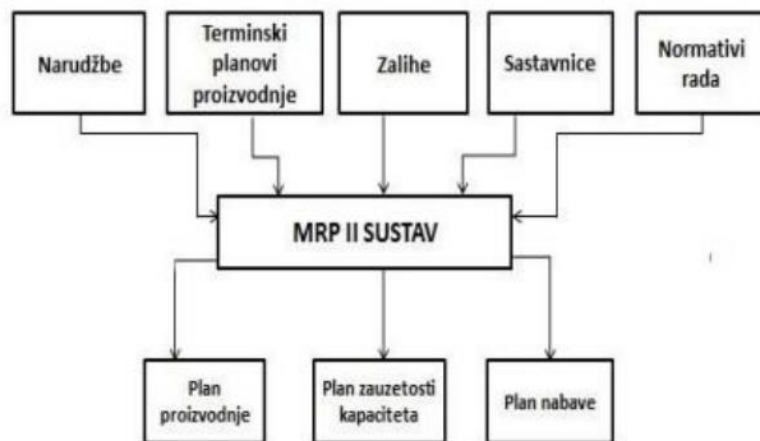 Narudžbe
Terminski
planovi
proizvodnje
Zalihe
Sastavnice
Normativi
rada
MRP II SUSTAV
Plan
proizvodnje
Plan zauzetosti
kapaciteta
Plan nabave